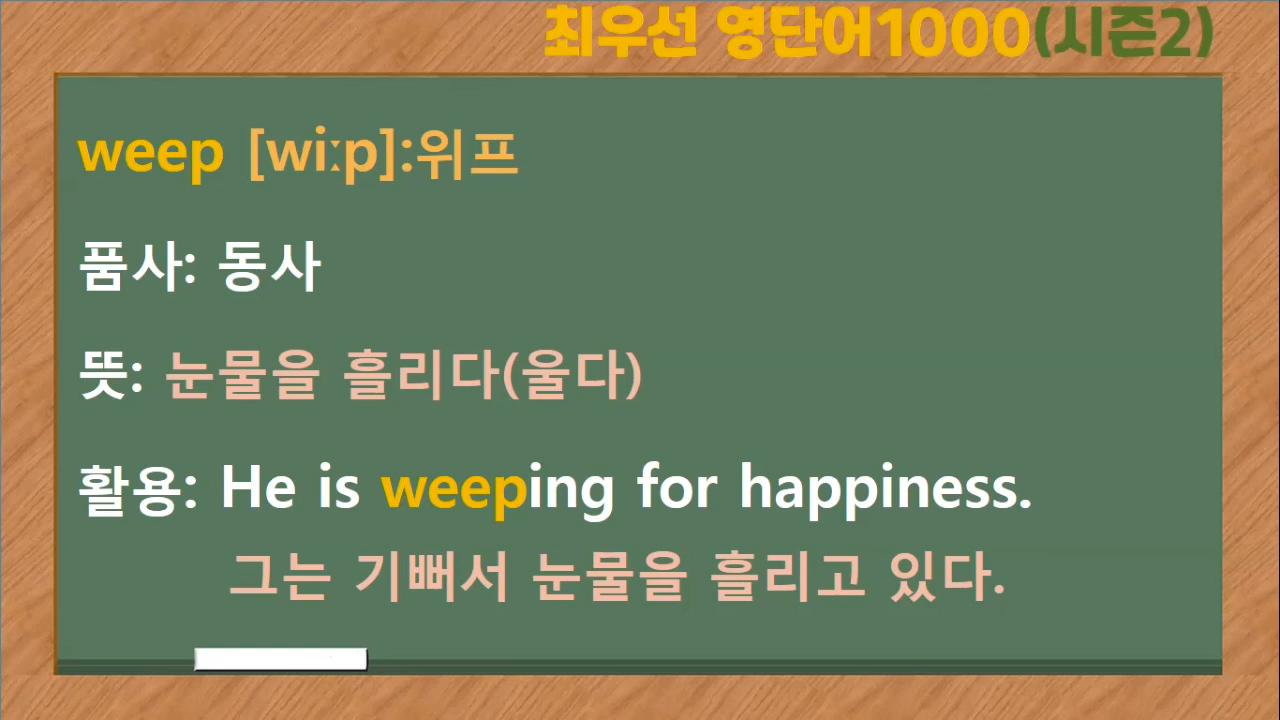 최우선 영단어1000(시즌2)
weep [wiːp]:위프
품사: 동사
뜻: 눈물을 흘리다(울다)
활용: He is weeping for happiness.
그는 기뻐서 눈물을 흘리고 있다.